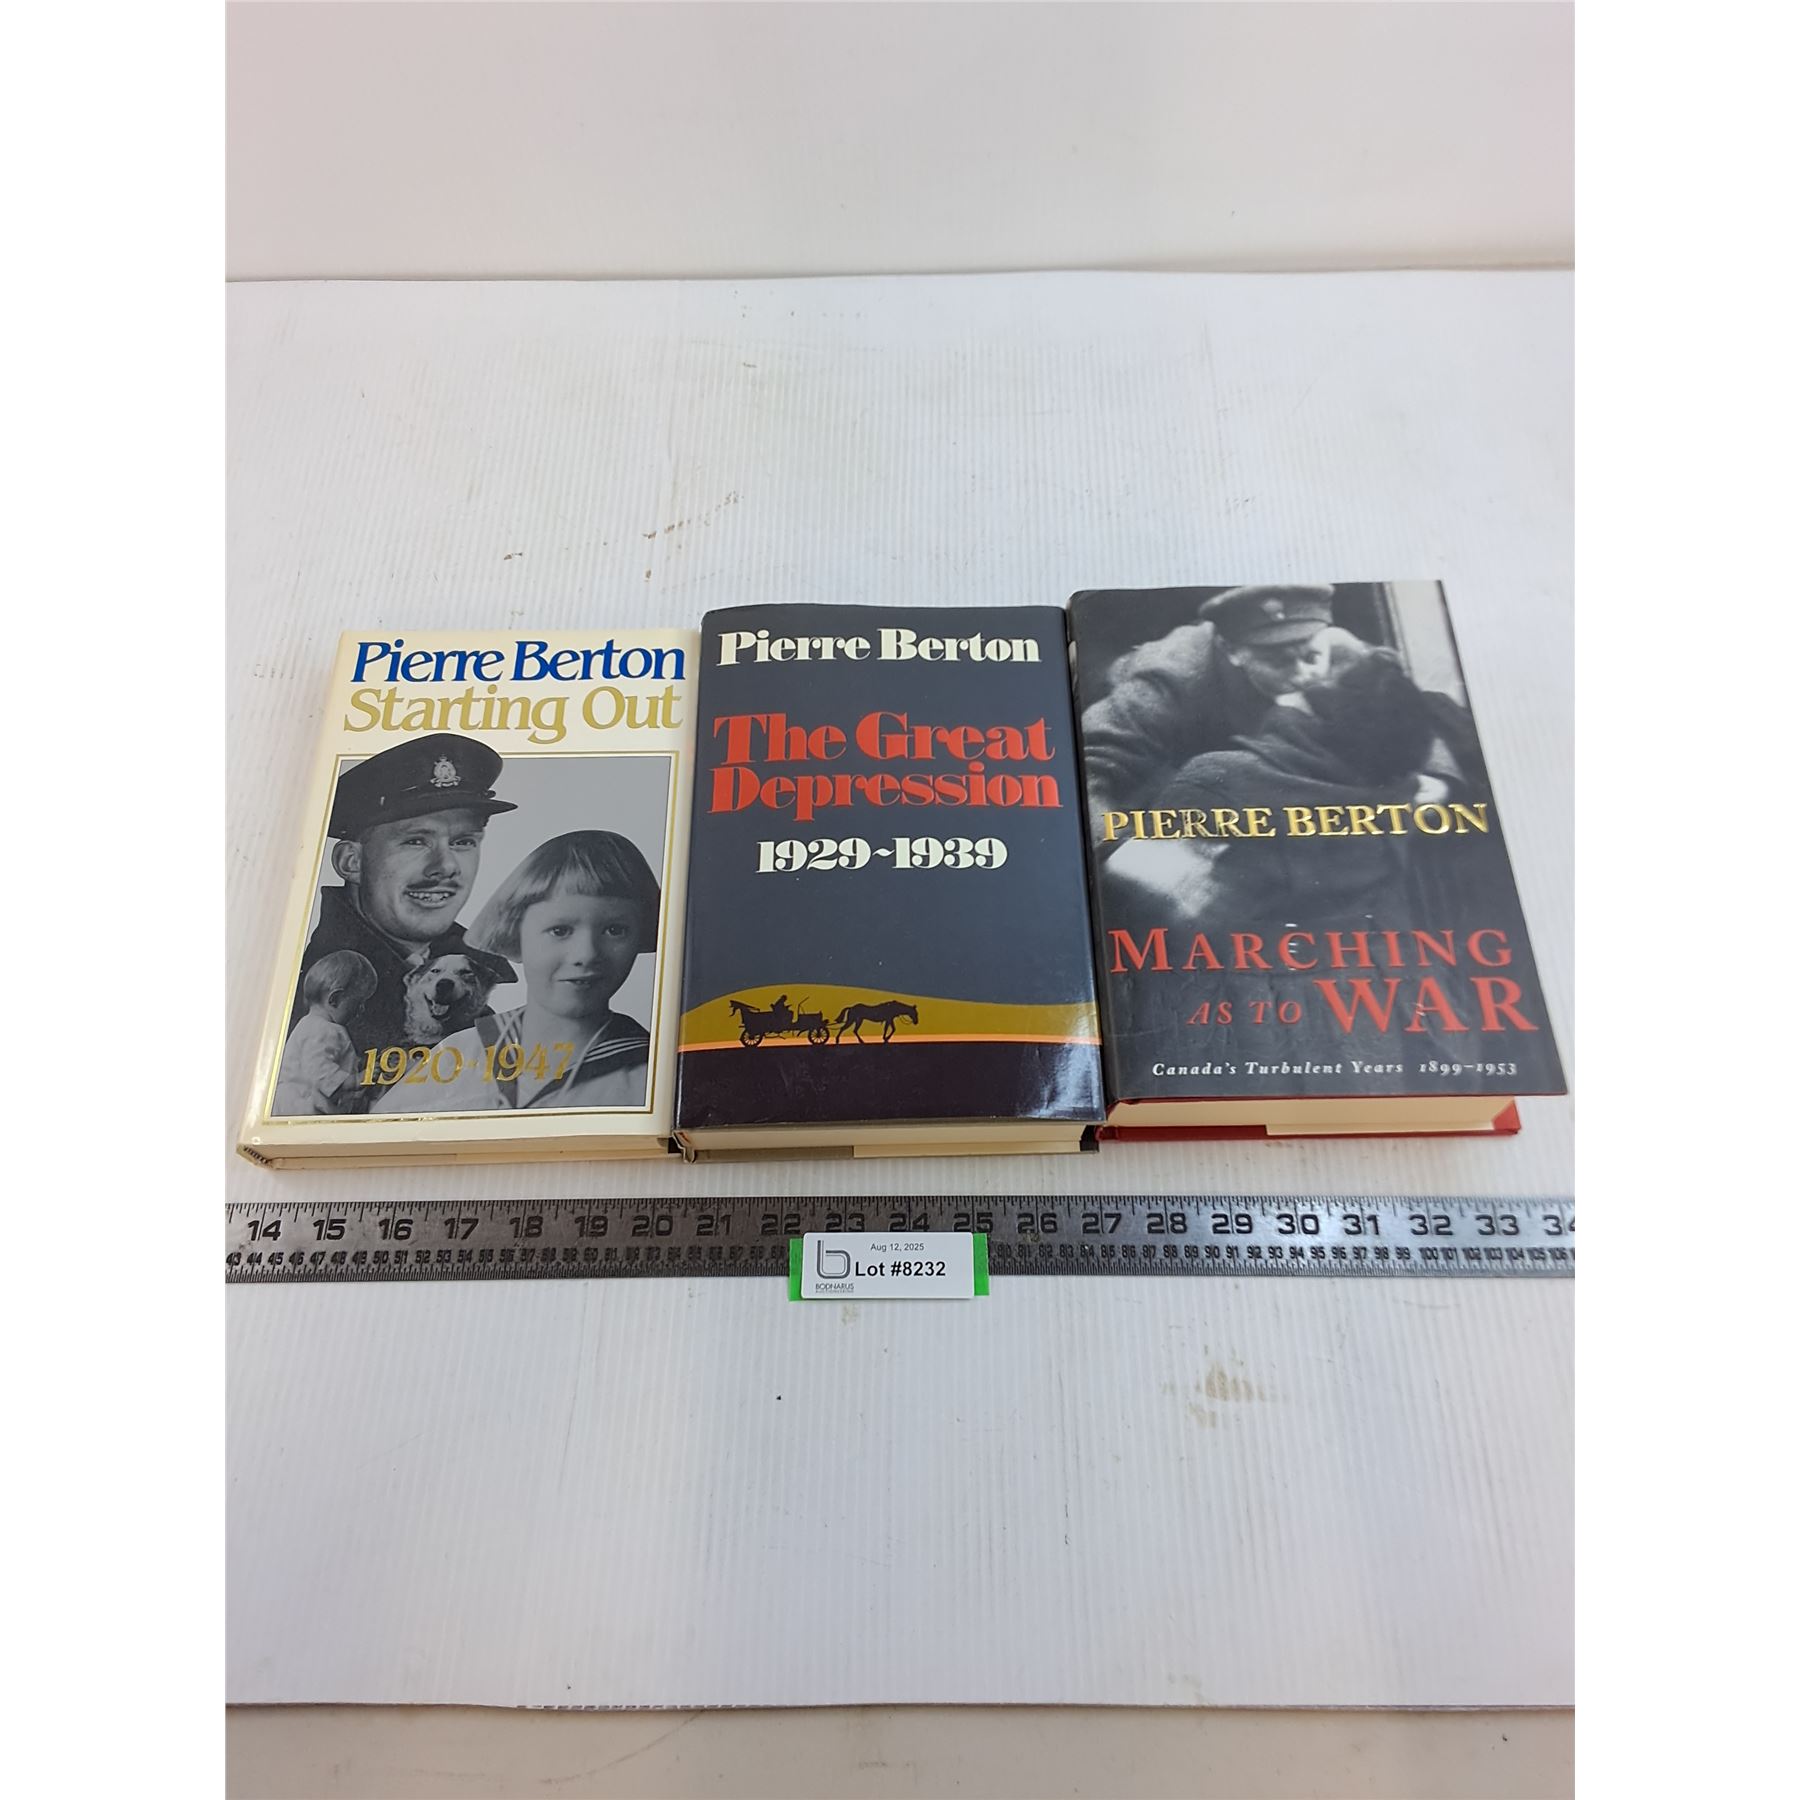 Pierre Berton
Starting Out
1920-1947
Pierre Berton
The Great
Depression
1929~1939
PIERRE BERTON
MARCHING
AS TO WAR
Canada's Turbulent Years 1899–1953
14 15 16 17 18 19 20 21 22 23 24 25 26 27 28 29 30 31 32 33 34
Aug 12, 2025
Lot #8232
BODNARUS
AUCTIONEERING